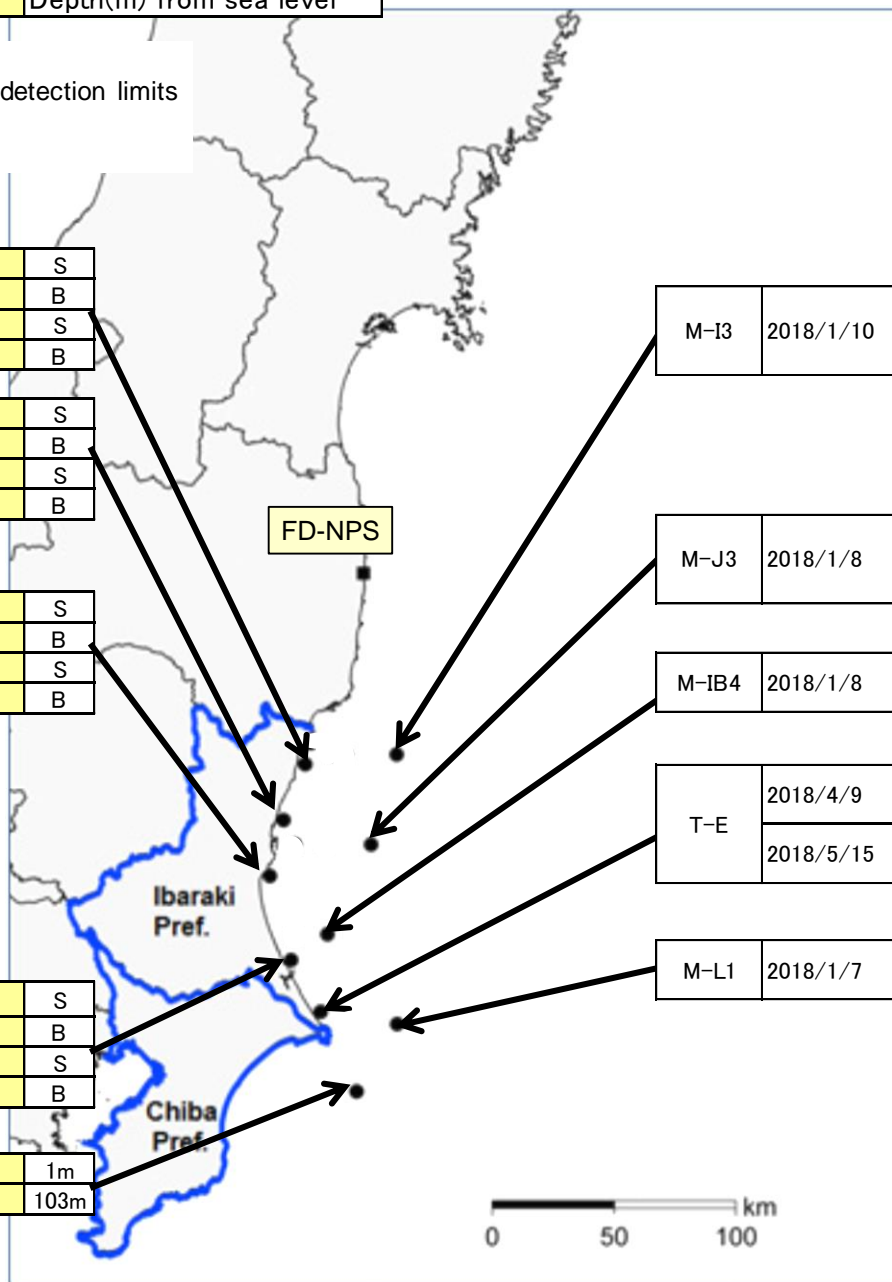 Depth(m) from sea level
detection limits
S
B
S
B
M-I3 2018/1/10
S
B
S
B
FD-NPS
M-J3 2018/1/8
S
B
S
B
M-IB4 2018/1/8
T-E 2018/4/9
2018/5/15
Ibaraki
Pref.
M-L1 2018/1/7
S
B
S
B
Chiba
Pref.
1m
103m
km
0 50 100